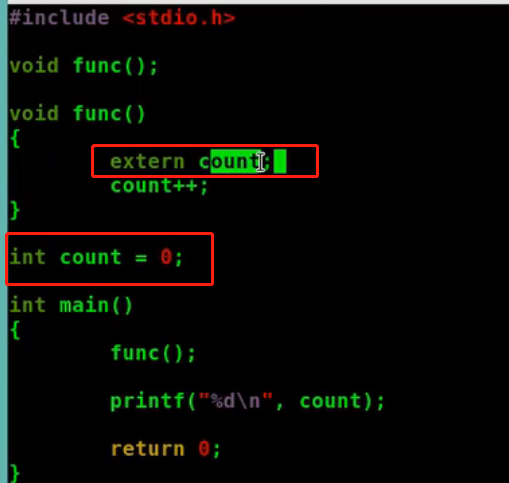 #include <stdio.h>
void func();
void func()
{
extern count;
count++;
}
int count = 0;
int main()
{
func();
printf("%d\n", count);
return 0;
}